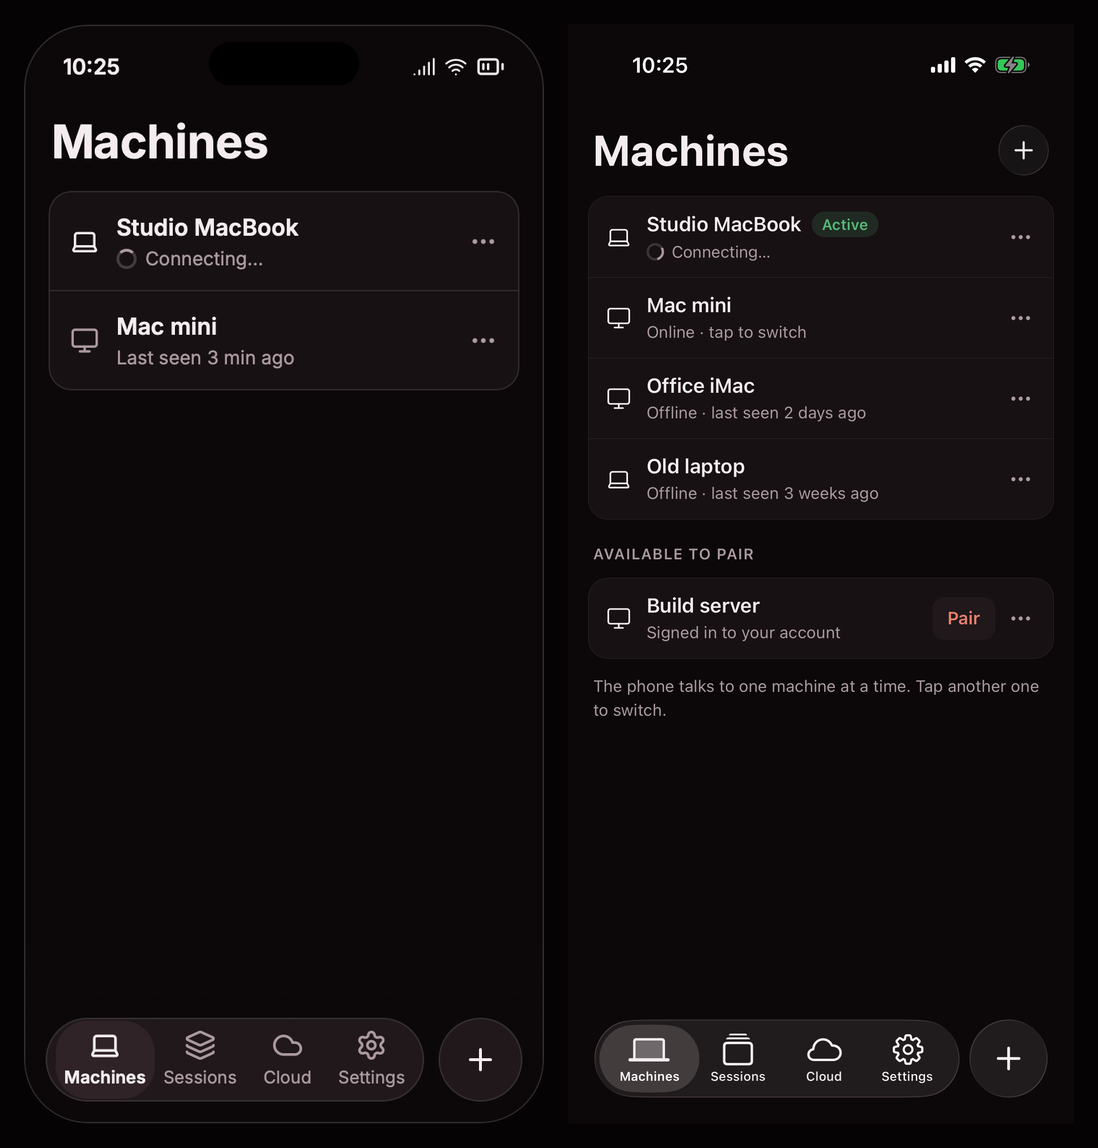 10:25
Machines
Studio MacBook
Connecting...
Mac mini
Last seen 3 min ago
Machines Sessions Cloud Settings
10:25
Machines
Studio MacBook Active
Connecting...
Mac mini
Online · tap to switch
Office iMac
Offline · last seen 2 days ago
Old laptop
Offline · last seen 3 weeks ago
AVAILABLE TO PAIR
Build server
Signed in to your account
Pair
The phone talks to one machine at a time. Tap another one
to switch.
Machines Sessions Cloud Settings